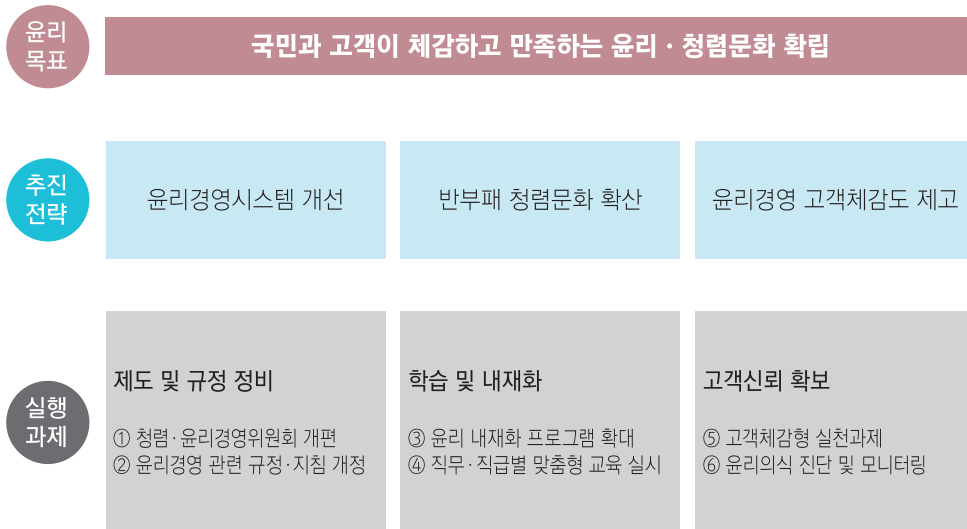 윤리
목표
국민과 고객이 체감하고 만족하는 윤리 · 청렴문화 확립
추진
전략
윤리경영시스템 개선
반부패 청렴문화 확산
윤리경영 고객체감도 제고
실행
과제
제도 및 규정 정비
① 청렴·윤리경영위원회 개편
② 윤리경영 관련 규정·지침 개정
학습 및 내재화
③ 윤리 내재화 프로그램 확대
④ 직무·직급별 맞춤형 교육 실시
고객신뢰 확보
⑤ 고객체감형 실천과제
⑥ 윤리의식 진단 및 모니터링